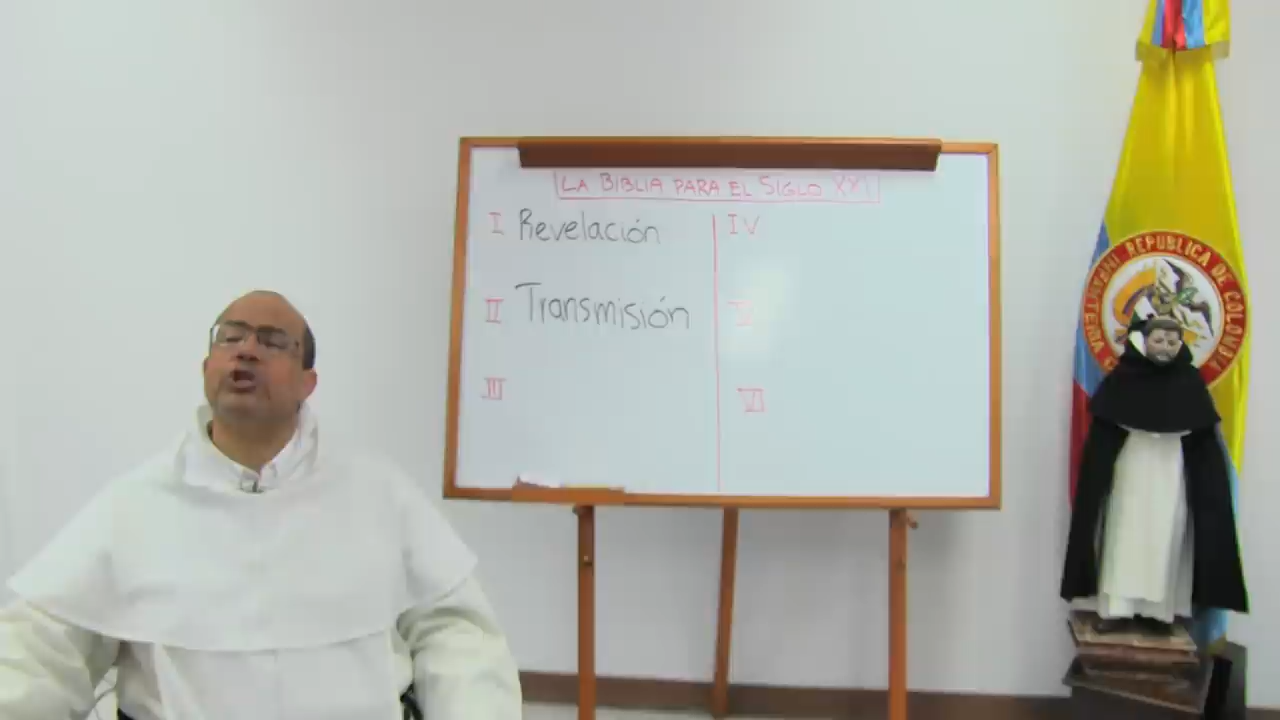 LA BIBLIA PARA EL SIGLO XXI
I Revelación
II Transmisión
III
IV
V
VI
REPUBLICA DE COLOMBIA